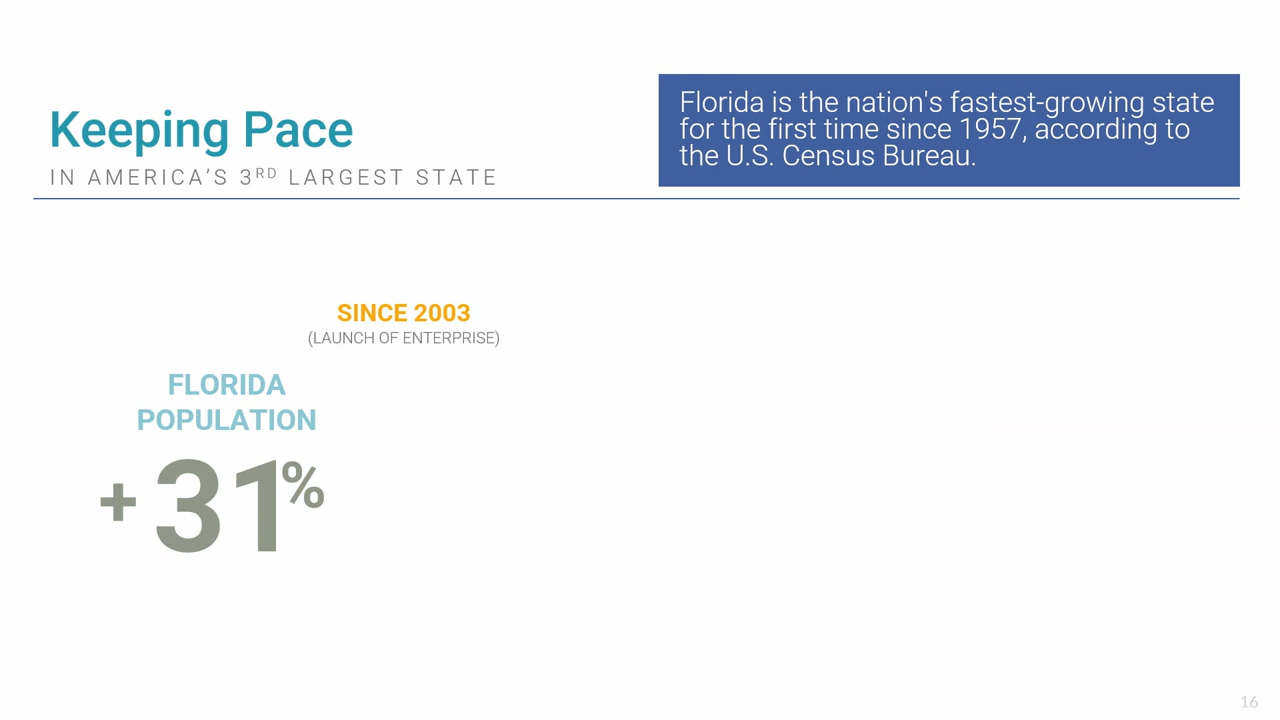 Keeping Pace
IN AMERICA’S 3RD LARGEST STATE
Florida is the nation's fastest-growing state
for the first time since 1957, according to
the U.S. Census Bureau.
SINCE 2003
(LAUNCH OF ENTERPRISE)
FLORIDA
POPULATION
+ 31%
16